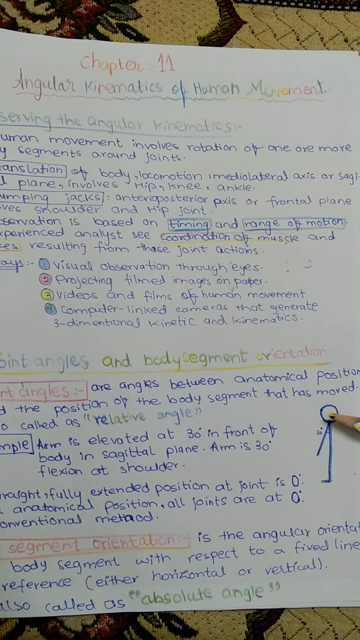 Chapter:-11
Angular Kinematics of Human Movement.
serving the angular kinematics:-
uman movement involves rotation of one ore more
y segments around joints.
anslation of body, locomotion: mediolateral axis or sagi-
l plane, involves Hip, knee, ankle.
umping jacks: anterioposterior axis or frontal plane
ves shoulder and Hip joint.
servation is based on timing and range of motion.
xperienced analyst see coordination of muscle and
ces resulting from these joint actions.
ays:- 1 Visual observation through eyes.
2 Projecting filmed images on paper.
3 Videos and films of human movement
4 Computer-linked cameras that generate
3-dimentional kinetic and kinematics.
oint angles and body segment orientation
nt angles:- are angles between anatomical position
d the position of the body segment that has moved.
o called as "relative angle"
mple Arm is elevated at 30° in front of
body in sagittal plane. Arm is 30°
flexion at shoulder.
raight, fully extended position at joint is 0°.
anatomical position, all joints are at 0°.
onventional method.
segment orientation:- is the angular orientat
body segment with respect to a fixed line
reference (either horizontal or vertical).
lso called as "absolute angle"